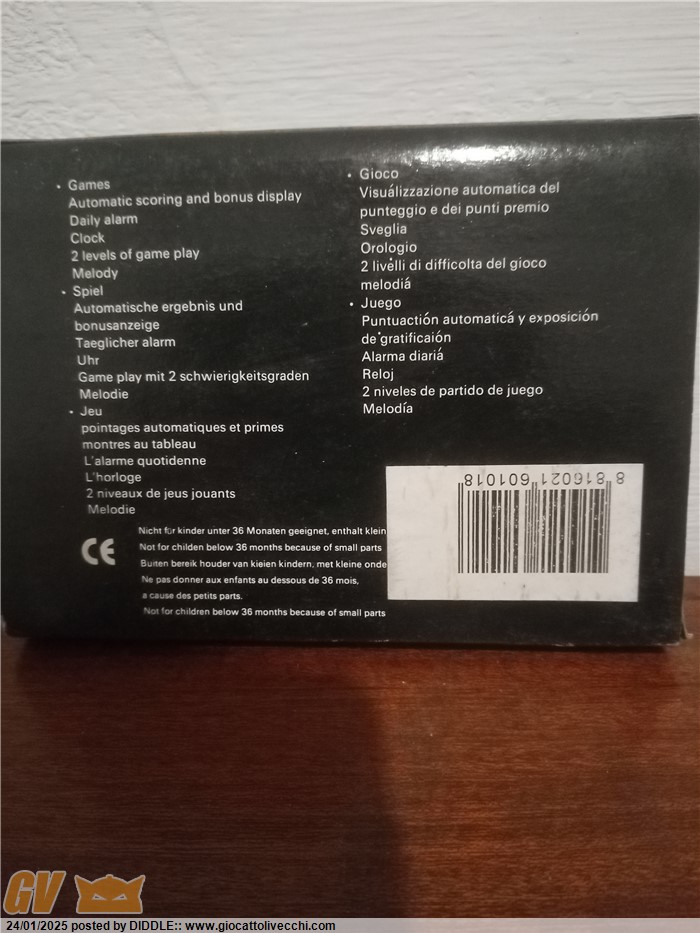 • Games
Automatic scoring and bonus display
Daily alarm
Clock
2 levels of game play
Melody
• Spiel
Automatische ergebnis und
bonusanzeige
Taeglicher alarm
Uhr
Game play mit 2 schwierigkeitsgraden
Melodie
• Jeu
pointages automatiques et primes
montres au tableau
L'alarme quotidenne
L'horloge
2 niveaux de jeus jouants
Melodie
• Gioco
Visuálizzazione automatica del
punteggio e dei punti premio
Sveglia
Orologio
2 livélli di difficolta del gioco
melodiá
• Juego
Puntuactión automaticá y exposición
de gratificaión
Alarma diariá
Reloj
2 niveles de partido de juego
Melodía
8 816021 601018
CE
Nicht für kinder unter 36 Monaten geeignet, enthalt klein
Not for childen below 36 months because of small parts
Buiten bereik houder van kieien kindern, met kleine onde
Ne pas donner aux enfants au dessous de 36 mois,
a cause des petits parts.
Not for children below 36 months because of small parts
GV
24/01/2025 posted by DIDDLE:: www.giocattolivecchi.com